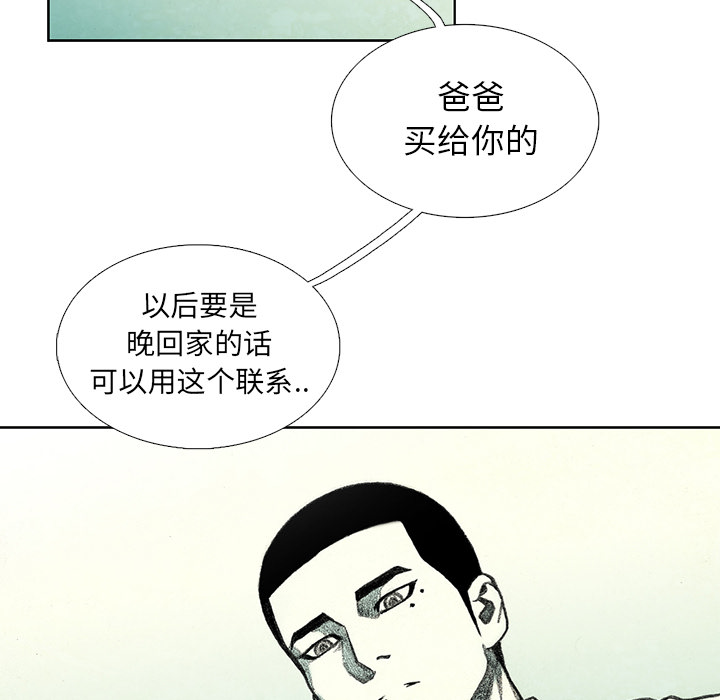 爸爸
买给你的
以后要是
晚回家的话
可以用这个联系..